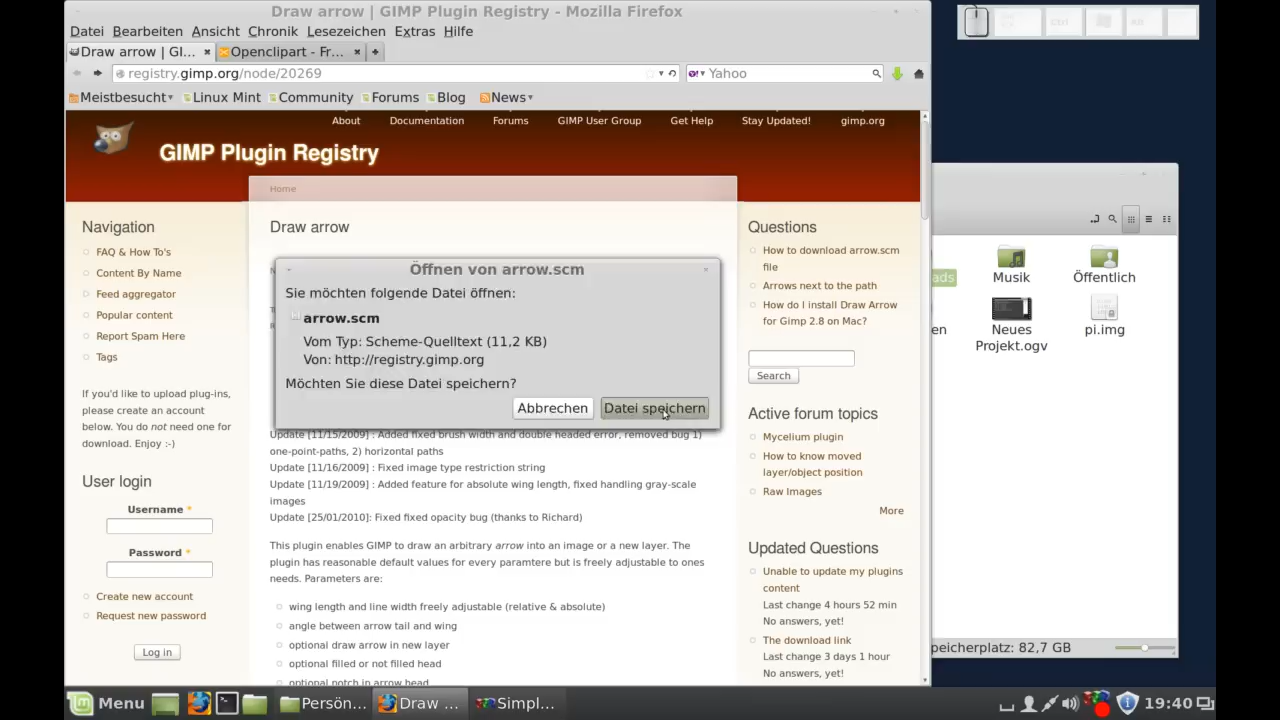 Draw arrow | GIMP Plugin Registry - Mozilla Firefox
Datei Bearbeiten Ansicht Chronik Lesezeichen Extras Hilfe
Draw arrow | GI... × Openclipart - Fr... × +
registry.gimp.org/node/20269 Yahoo
Meistbesucht Linux Mint Community Forums Blog News
About Documentation Forums GIMP User Group Get Help Stay Updated! gimp.org
GIMP Plugin Registry
Home
Navigation
FAQ & How To's
Content By Name
Feed aggregator
Popular content
Report Spam Here
Tags
If you'd like to upload plug-ins,
please create an account
below. You do not need one for
download. Enjoy :-)
User login
Username *
Password *
Create new account
Request new password
Log in
Draw arrow
Öffnen von arrow.scm
Sie möchten folgende Datei öffnen:
arrow.scm
Vom Typ: Scheme-Quelltext (11,2 KB)
Von: http://registry.gimp.org
Möchten Sie diese Datei speichern?
Abbrechen Datei speichern
Update [11/15/2009] : Added fixed brush width and double headed error, removed bug 1)
one-point-paths, 2) horizontal paths
Update [11/16/2009] : Fixed image type restriction string
Update [11/19/2009] : Added feature for absolute wing length, fixed handling gray-scale
images
Update [25/01/2010]: Fixed fixed opacity bug (thanks to Richard)
This plugin enables GIMP to draw an arbitrary arrow into an image or a new layer. The
plugin has reasonable default values for every paramtere but is freely adjustable to ones
needs. Parameters are:
wing length and line width freely adjustable (relative & absolute)
angle between arrow tail and wing
optional draw arrow in new layer
optional filled or not filled head
optional notch in arrow head
Questions
How to download arrow.scm
file
Arrows next to the path
How do I install Draw Arrow
for Gimp 2.8 on Mac?
Search
Active forum topics
Mycelium plugin
How to know moved
layer/object position
Raw Images
More
Updated Questions
Unable to update my plugins
content
Last change 4 hours 52 min
No answers, yet!
The download link
Last change 3 days 1 hour
No answers, yet!
ads Musik Öffentlich
en Neues
Projekt.ogv
pi.img
peicherplatz: 82,7 GB
Menu Persön... Draw ... Simpl... 19:40